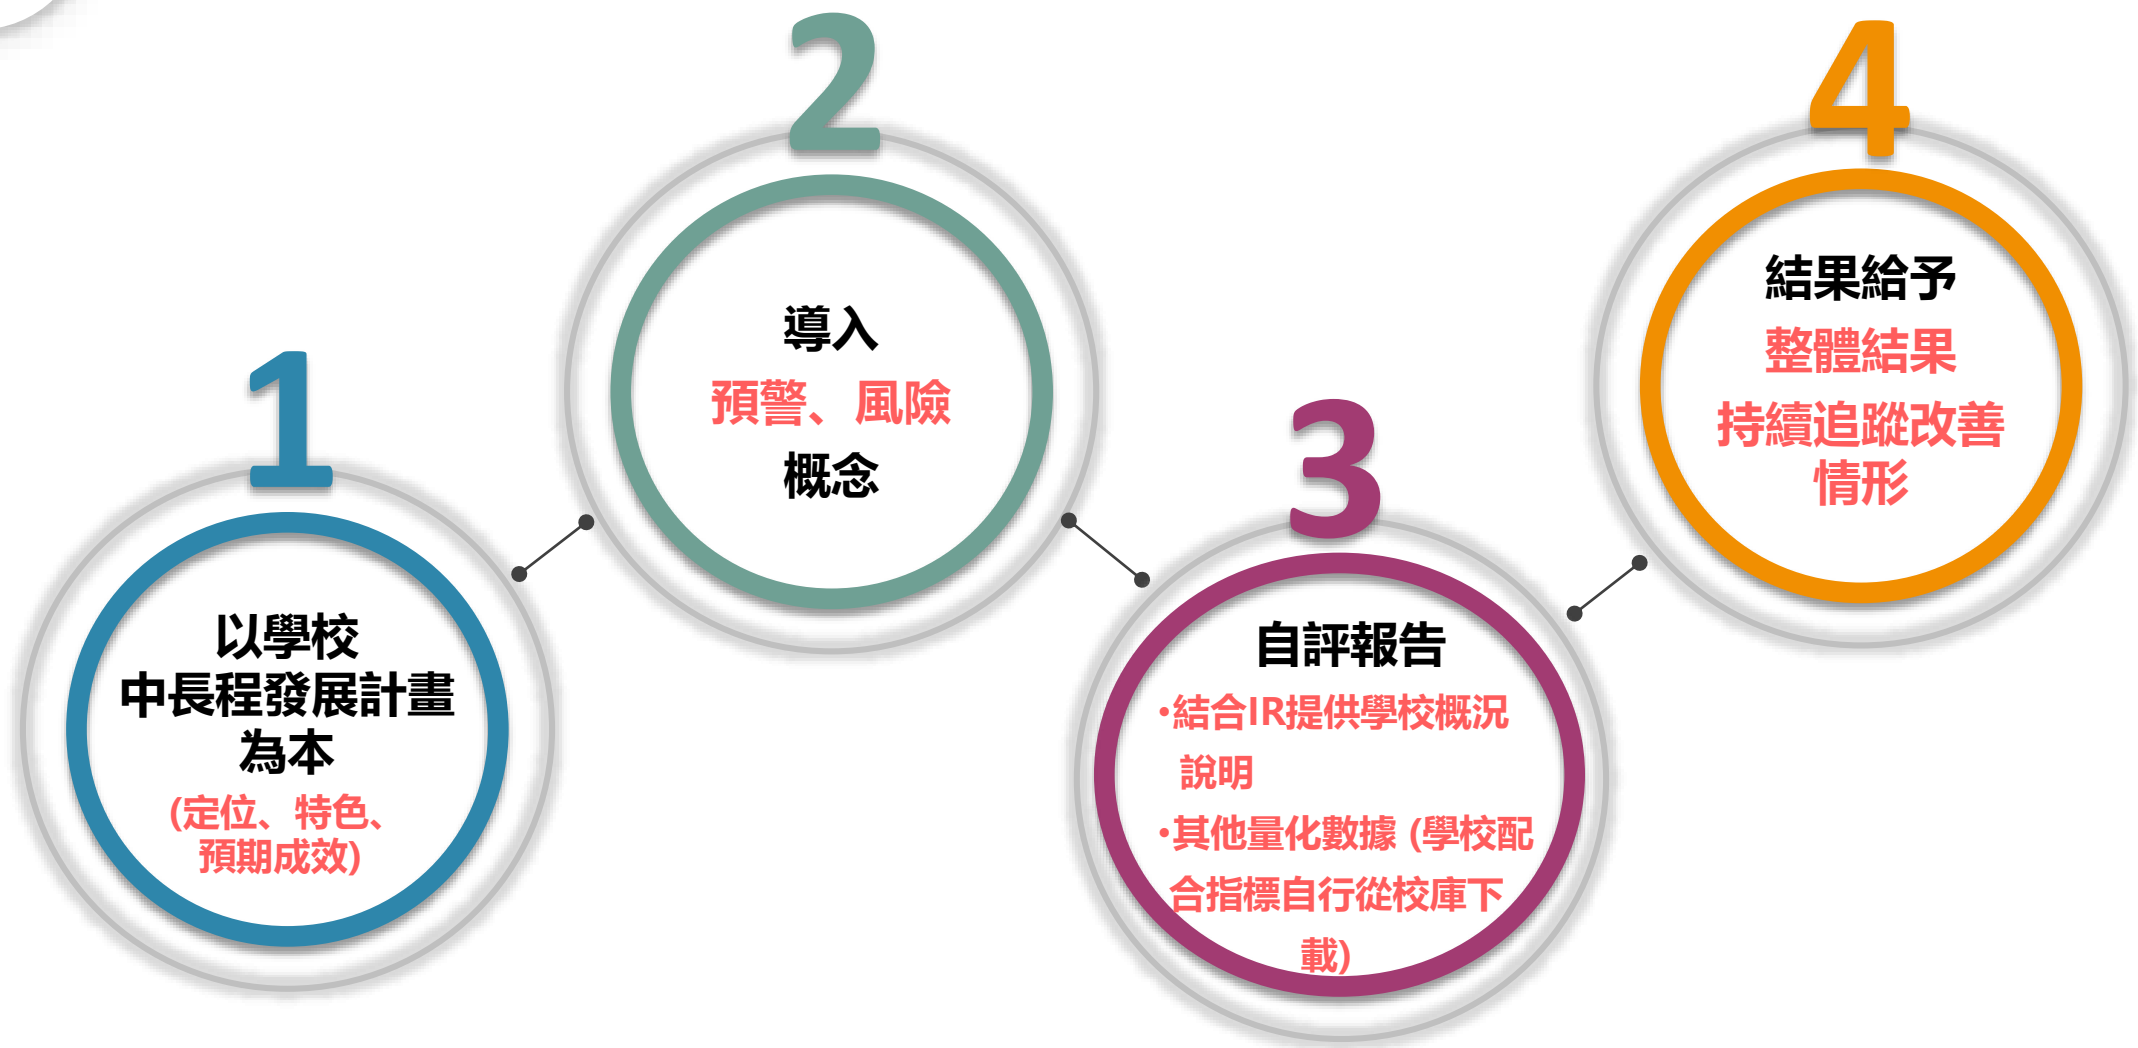 1
以學校
中長程發展計畫
為本
(定位、特色、
預期成效)
2
導入
預警、風險
概念
3
自評報告
•結合IR提供學校概況
說明
•其他量化數據 (學校配
合指標自行從校庫下
載)
4
結果給予
整體結果
持續追蹤改善
情形